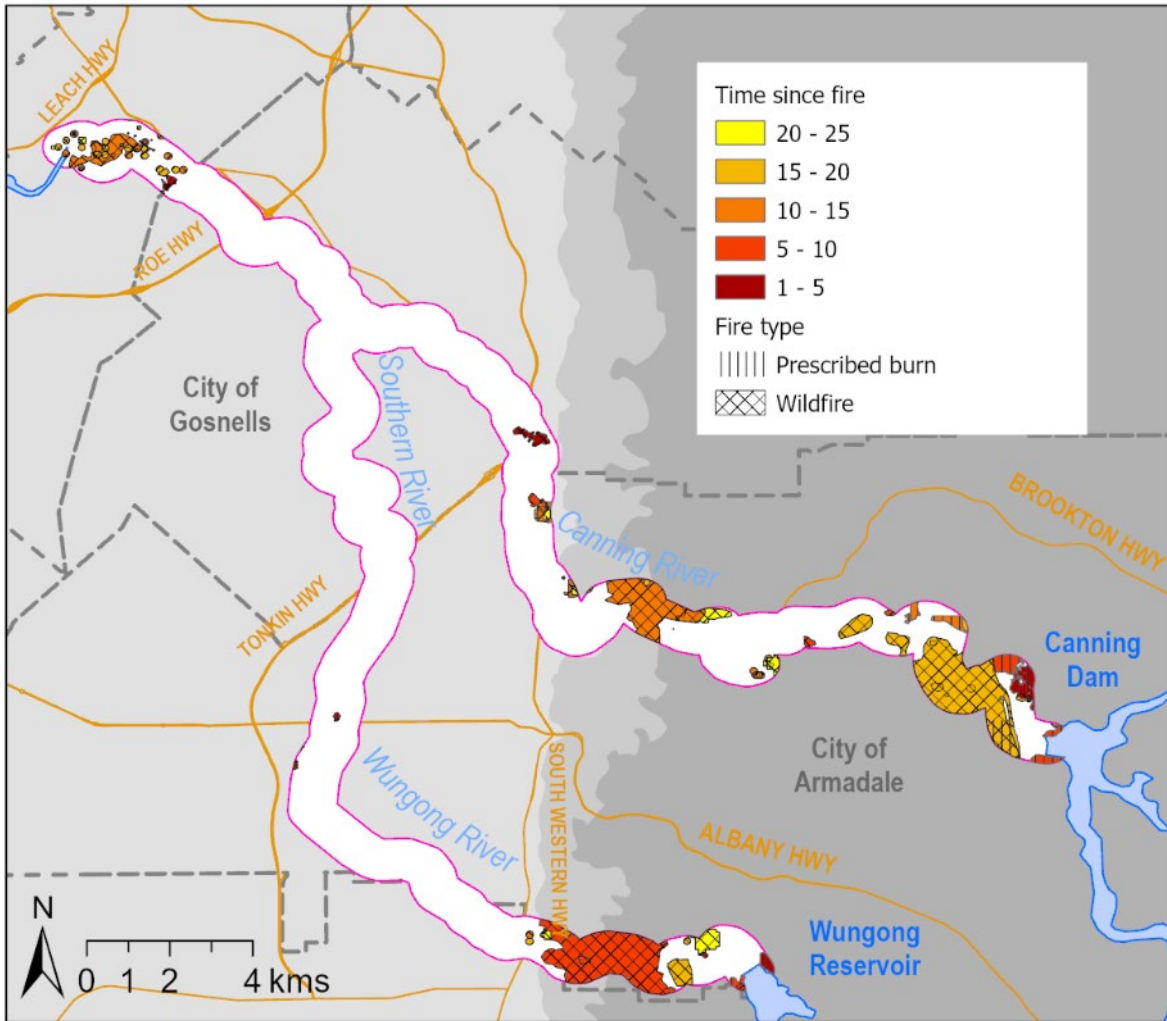 LEACH HWY
ROE HWY
City of
Gosnells
Southern River
Canning River
TONKIN HWY
Wungong River
SOUTH WESTERN HWY
BROOKTON HWY
Canning
Dam
City of
Armadale
ALBANY HWY
Wungong
Reservoir
N
0 1 2 4 kms
Time since fire
20 - 25
15 - 20
10 - 15
5 - 10
1 - 5
Fire type
Prescribed burn
Wildfire